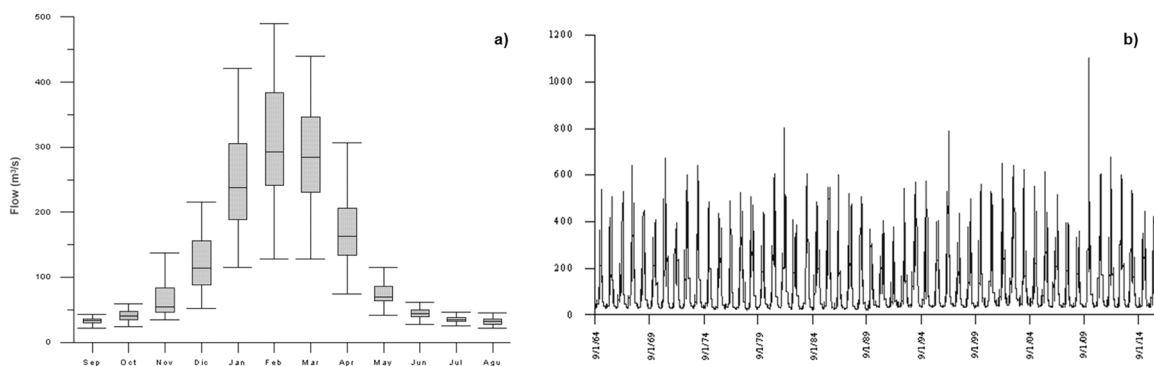 500
400
300
200
100
0
Flow (m³/s)
a)
Sep Oct Nov Dic Jan Feb Mar Apr May Jun Jul Agu
1200
1000
800
600
400
200
0
b)
9/1/64 9/1/69 9/1/74 9/1/79 9/1/84 9/1/89 9/1/94 9/1/99 9/1/04 9/1/09 9/1/14